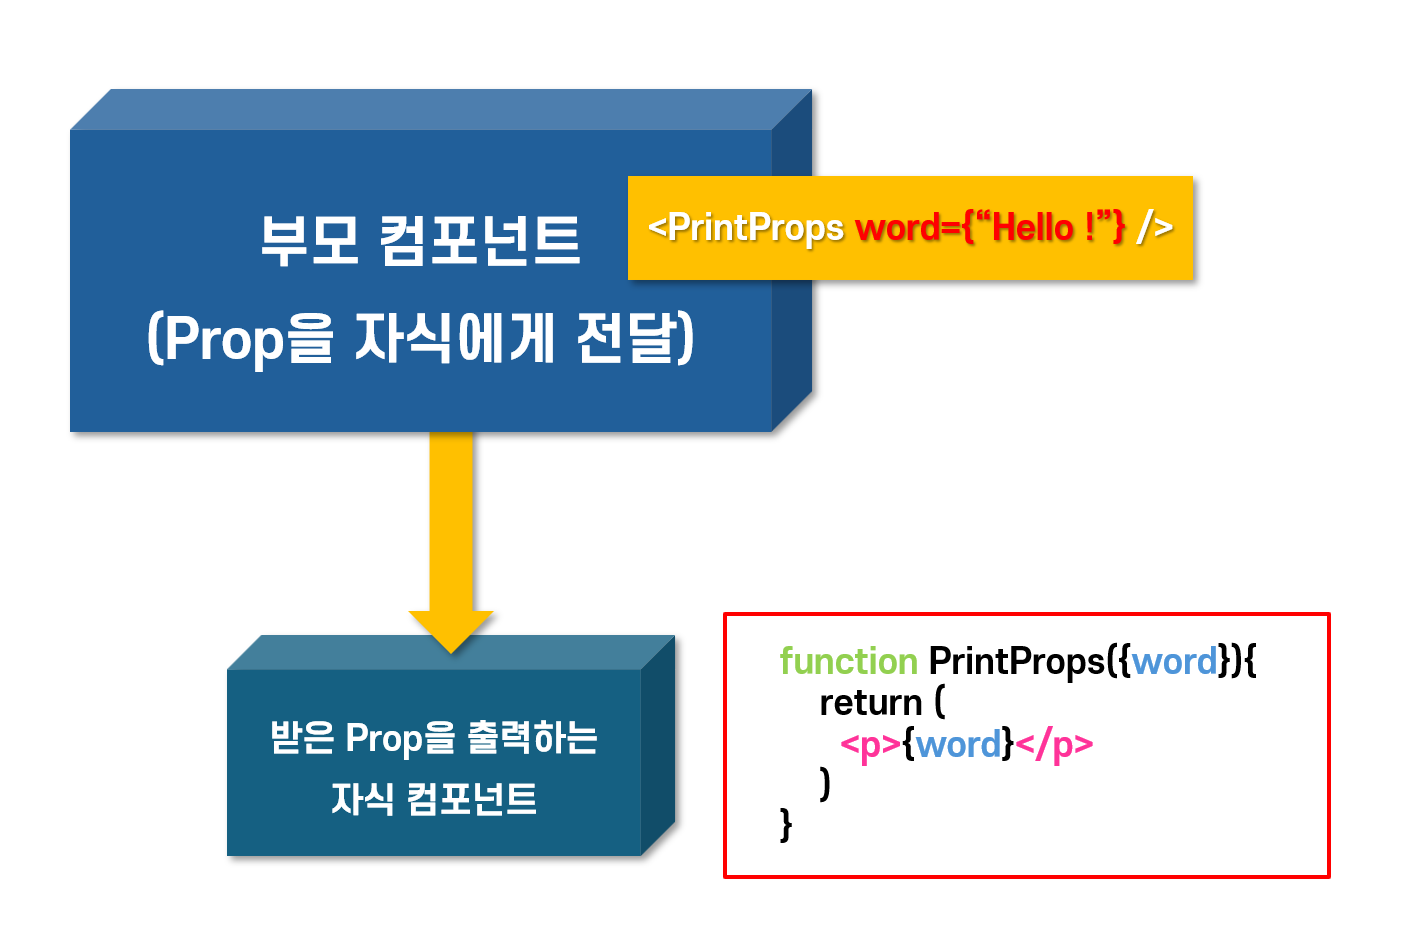 부모 컴포넌트
(Prop을 자식에게 전달)
<PrintProps word={“Hello !”} />
받은 Prop을 출력하는
자식 컴포넌트
function PrintProps({word}){
return (
<p>{word}</p>
)
}